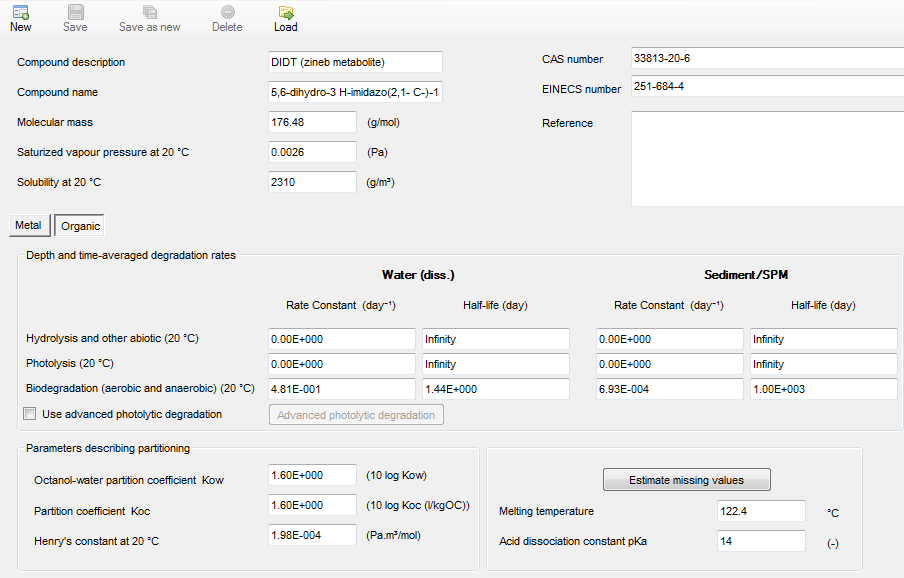 New Save Save as new Delete Load
Compound description DIDT (zineb metabolite)
CAS number 33813-20-6
Compound name 5,6-dihydro-3 H-imidazo(2,1- C-)-1
EINECS number 251-684-4
Molecular mass 176.48 (g/mol)
Reference
Saturized vapour pressure at 20 °C 0.0026 (Pa)
Solubility at 20 °C 2310 (g/m³)
Metal Organic
Depth and time-averaged degradation rates
Water (diss.) Sediment/SPM
Rate Constant (day⁻¹) Half-life (day) Rate Constant (day⁻¹) Half-life (day)
Hydrolysis and other abiotic (20 °C) 0.00E+000 Infinity 0.00E+000 Infinity
Photolysis (20 °C) 0.00E+000 Infinity 0.00E+000 Infinity
Biodegradation (aerobic and anaerobic) (20 °C) 4.81E-001 1.44E+000 6.93E-004 1.00E+003
Use advanced photolytic degradation Advanced photolytic degradation
Parameters describing partitioning
Octanol-water partition coefficient Kow 1.60E+000 (10 log Kow)
Partition coefficient Koc 1.60E+000 (10 log Koc (l/kgOC))
Henry's constant at 20 °C 1.98E-004 (Pa.m³/mol)
Estimate missing values
Melting temperature 122.4 °C
Acid dissociation constant pKa 14 (-)